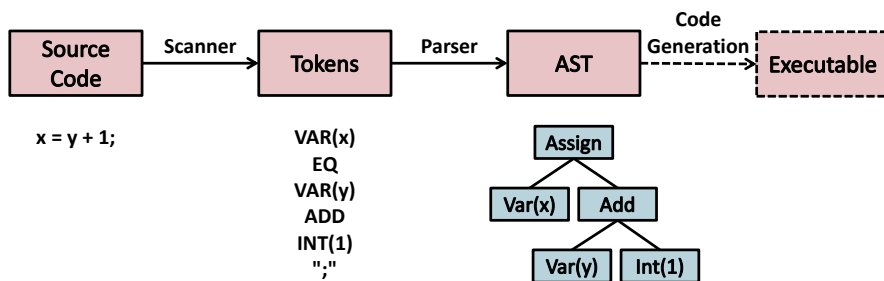 Source
Code
Scanner
Tokens
Parser
AST
Code
Generation
Executable
x = y + 1;
VAR(x)
EQ
VAR(y)
ADD
INT(1)
";"
Assign
Var(x)
Add
Var(y)
Int(1)